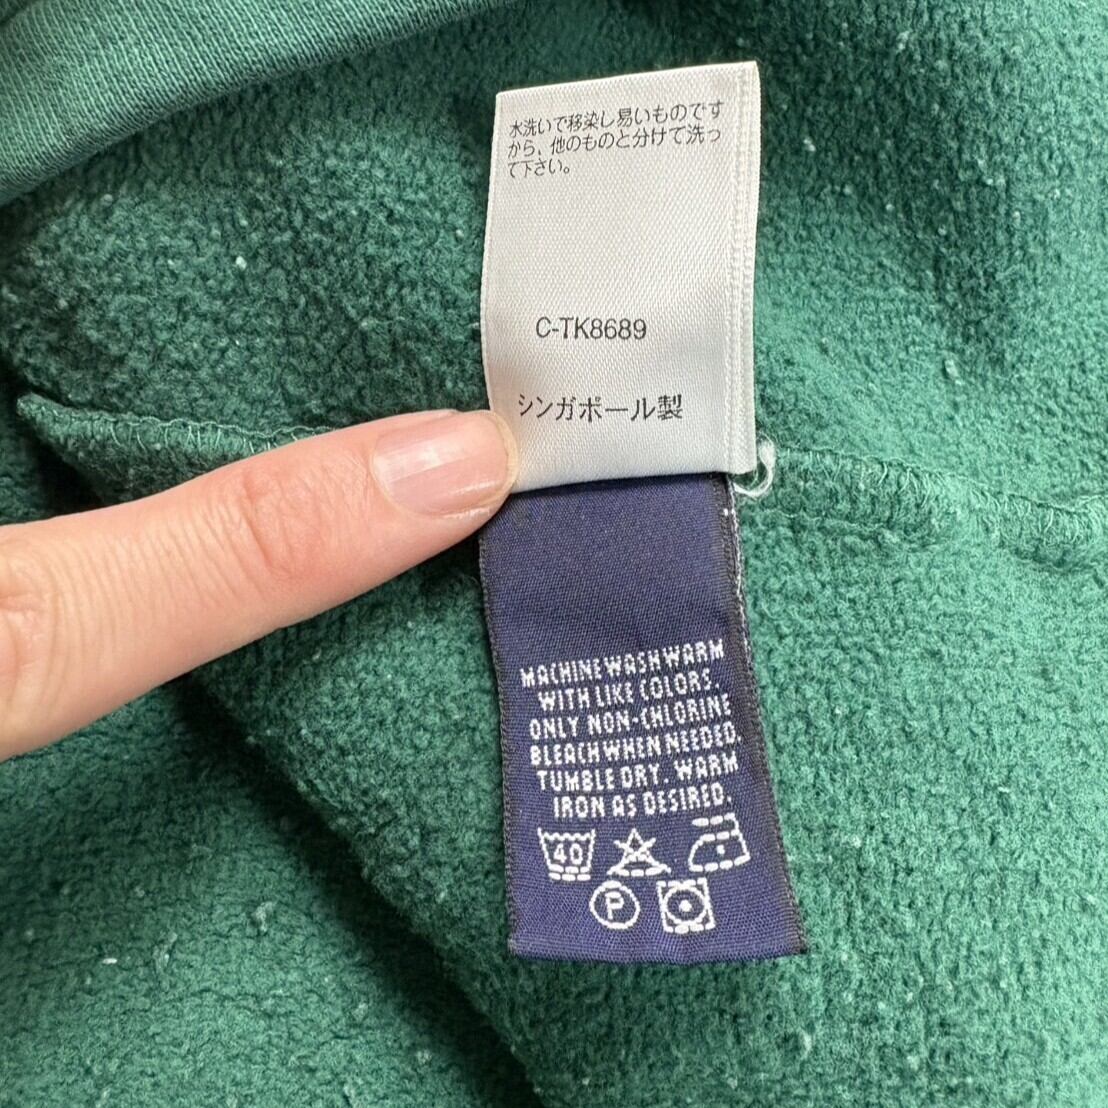 水洗いで移染し易いものです
から、他のものと分けて洗っ
て下さい。
C-TK8689
シンガポール製
MACHINE WASH WARM
WITH LIKE COLORS.
ONLY NON-CHLORINE
BLEACH WHEN NEEDED.
TUMBLE DRY. WARM
IRON AS DESIRED.
40
P